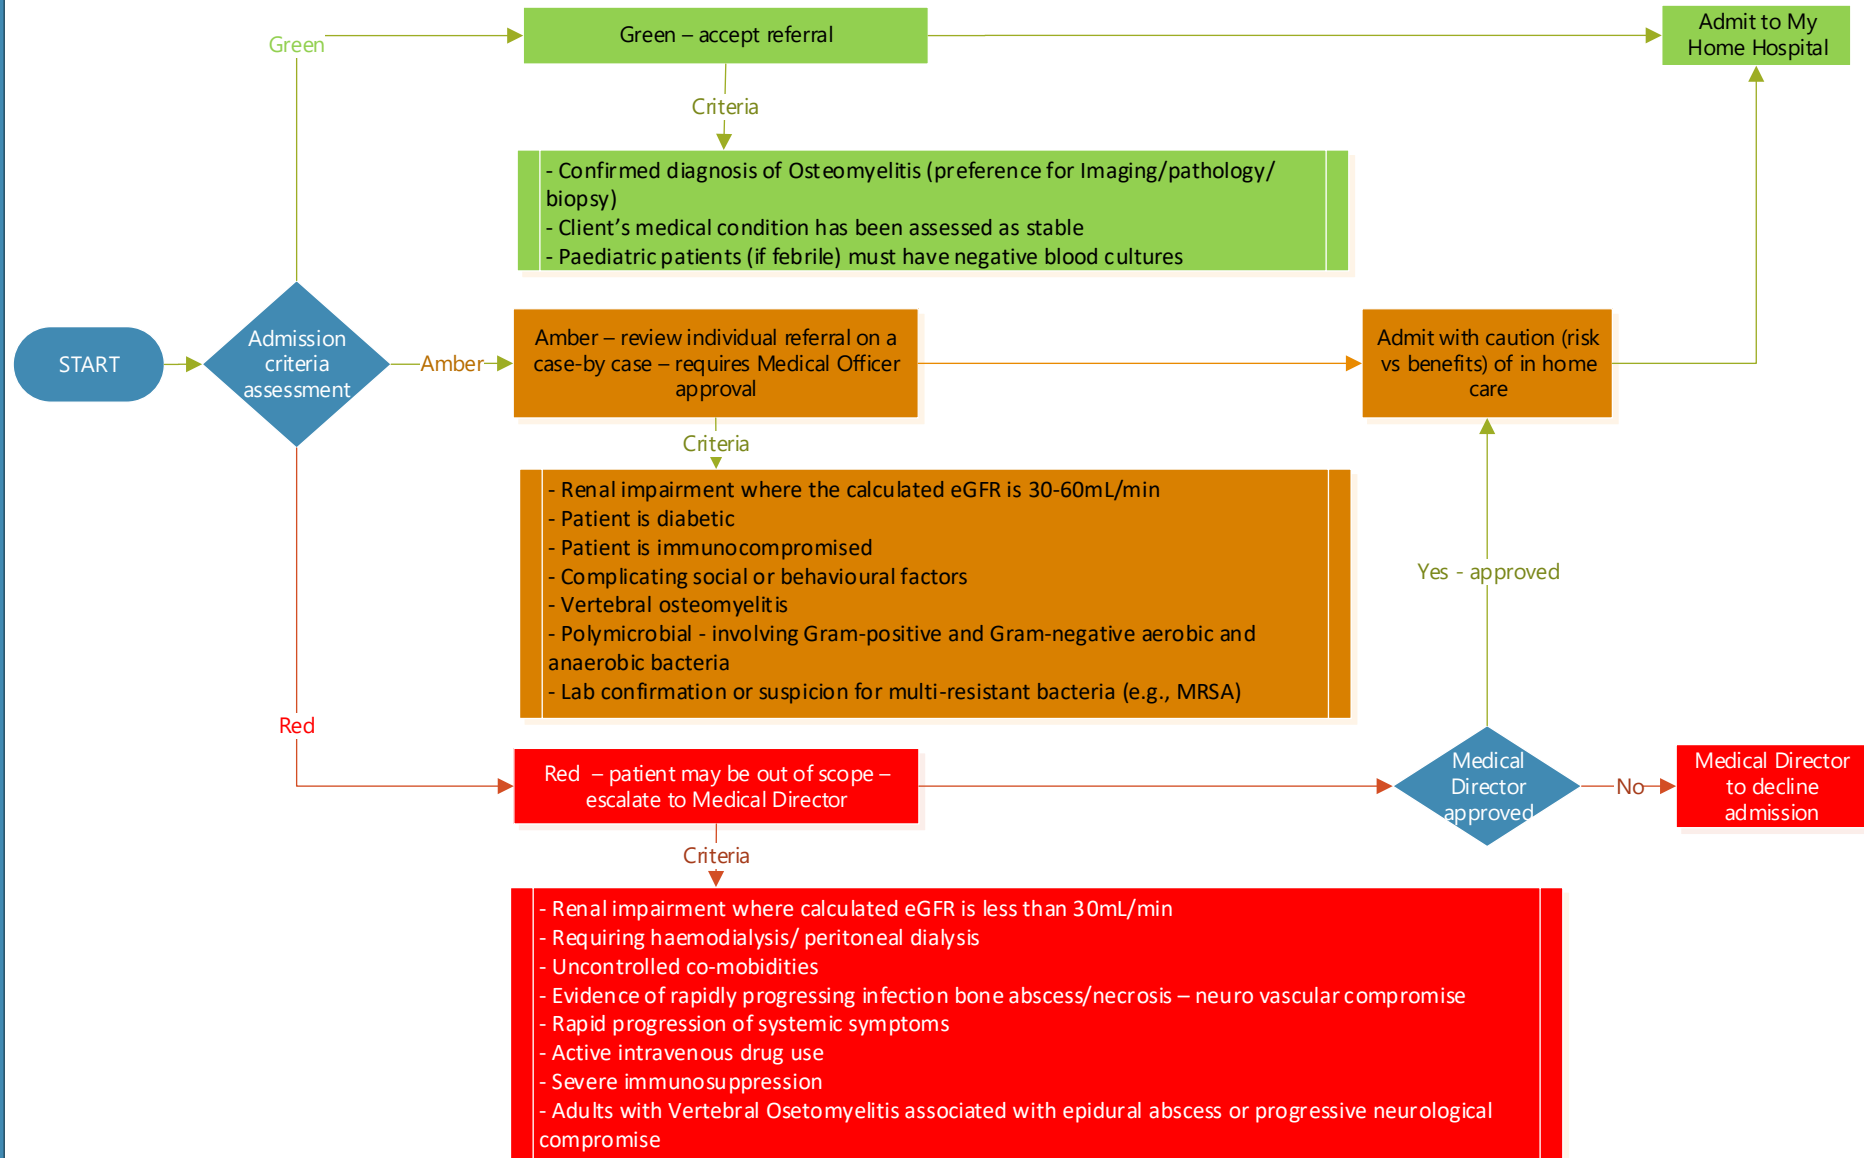 Green
Green – accept referral
Admit to My
Home Hospital
Criteria
- Confirmed diagnosis of Osteomyelitis (preference for Imaging/pathology/
biopsy)
- Client’s medical condition has been assessed as stable
- Paediatric patients (if febrile) must have negative blood cultures
START
Admission
criteria
assessment
Amber
Amber – review individual referral on a
case-by case – requires Medical Officer
approval
Admit with caution (risk
vs benefits) of in home
care
Criteria
- Renal impairment where the calculated eGFR is 30-60mL/min
- Patient is diabetic
- Patient is immunocompromised
- Complicating social or behavioural factors
- Vertebral osteomyelitis
- Polymicrobial - involving Gram-positive and Gram-negative aerobic and
anaerobic bacteria
- Lab confirmation or suspicion for multi-resistant bacteria (e.g., MRSA)
Yes - approved
Red
Red – patient may be out of scope –
escalate to Medical Director
Medical
Director
approved
No
Medical Director
to decline
admission
Criteria
- Renal impairment where calculated eGFR is less than 30mL/min
- Requiring haemodialysis/ peritoneal dialysis
- Uncontrolled co-mobidities
- Evidence of rapidly progressing infection bone abscess/necrosis – neuro vascular compromise
- Rapid progression of systemic symptoms
- Active intravenous drug use
- Severe immunosuppression
- Adults with Vertebral Osetomyelitis associated with epidural abscess or progressive neurological
compromise